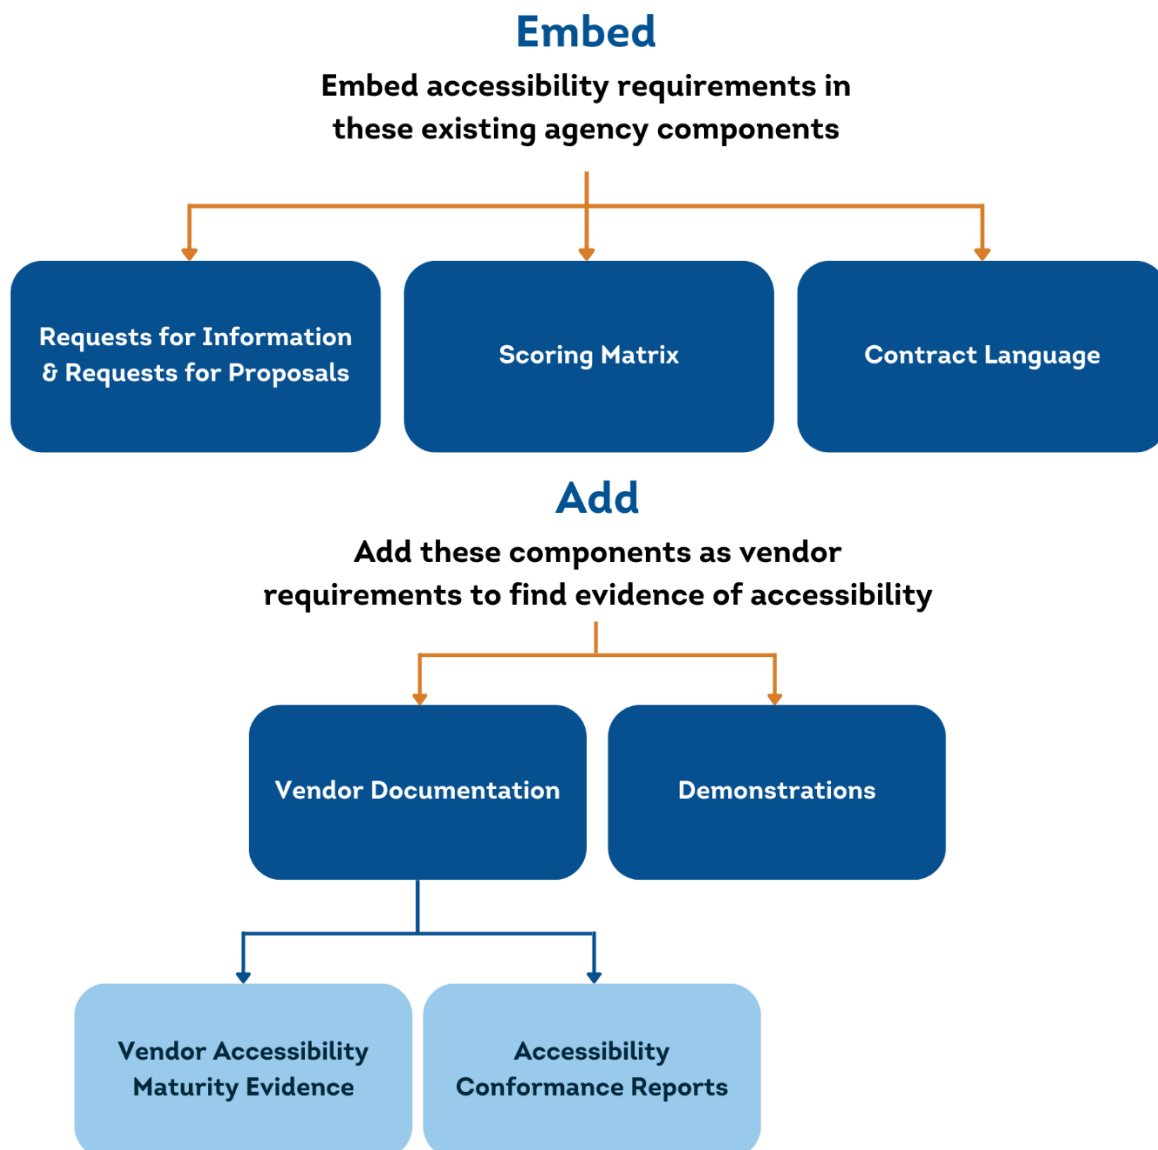 Embed
Embed accessibility requirements in
these existing agency components
Requests for Information
& Requests for Proposals
Scoring Matrix
Contract Language
Add
Add these components as vendor
requirements to find evidence of accessibility
Vendor Documentation
Demonstrations
Vendor Accessibility
Maturity Evidence
Accessibility
Conformance Reports